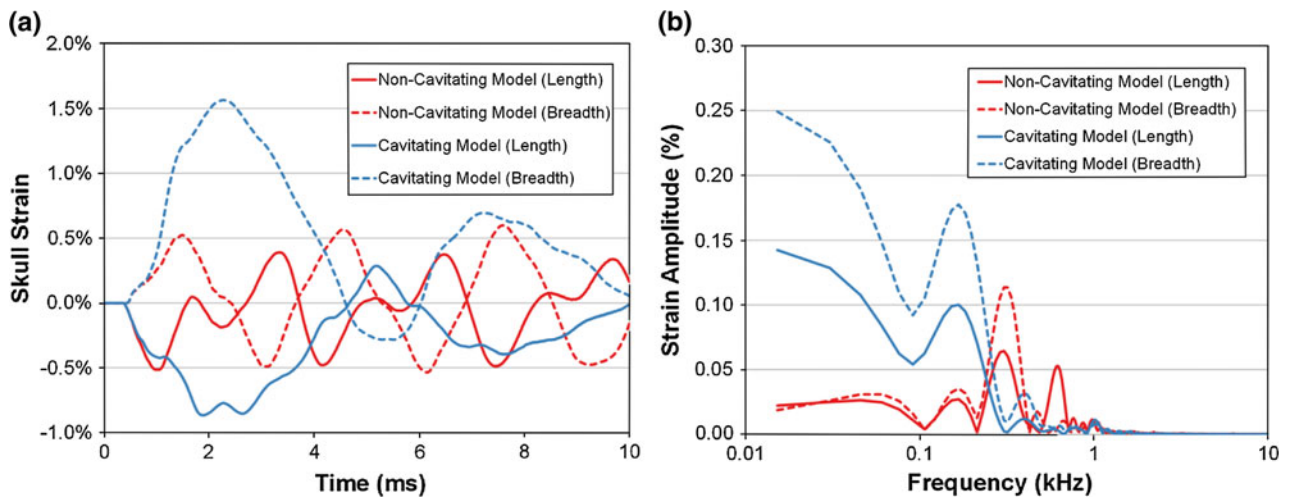 (a)
2.0%
1.5%
1.0%
0.5%
0.0%
-0.5%
-1.0%
Skull Strain
Non-Cavitating Model (Length)
Non-Cavitating Model (Breadth)
Cavitating Model (Length)
Cavitating Model (Breadth)
0
2
4
6
8
10
Time (ms)
(b)
0.30
0.25
0.20
0.15
0.10
0.05
0.00
Strain Amplitude (%)
Non-Cavitating Model (Length)
Non-Cavitating Model (Breadth)
Cavitating Model (Length)
Cavitating Model (Breadth)
0.01
0.1
1
10
Frequency (kHz)